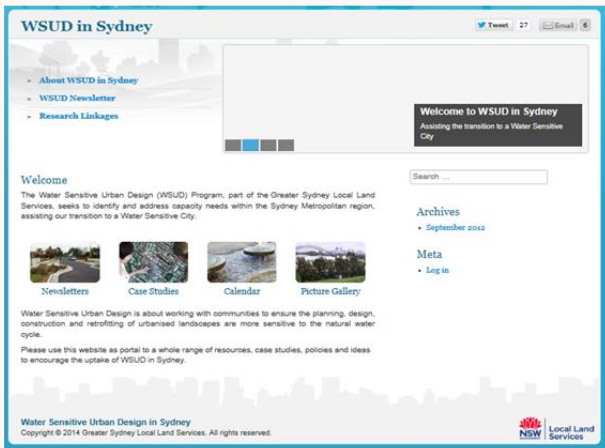 WSUD in Sydney
Tweet 27 Email 6
» About WSUD in Sydney
» WSUD Newsletter
» Research Linkages
Welcome to WSUD in Sydney
Assisting the transition to a Water Sensitive
City
Search ...
Welcome
The Water Sensitive Urban Design (WSUD) Program, part of the Greater Sydney Local Land
Services, seeks to identify and address capacity needs within the Sydney Metropolitan region,
assisting our transition to a Water Sensitive City.
Archives
• September 2012
Meta
• Log in
Newsletters
Case Studies
Calendar
Picture Gallery
Water Sensitive Urban Design is about working with communities to ensure the planning, design,
construction and retrofitting of urbanised landscapes are more sensitive to the natural water
cycle.
Please use this website as portal to a whole range of resources, case studies, policies and ideas
to encourage the uptake of WSUD in Sydney.
Water Sensitive Urban Design in Sydney
Copyright © 2014 Greater Sydney Local Land Services. All rights reserved.
NSW
Local Land
Services